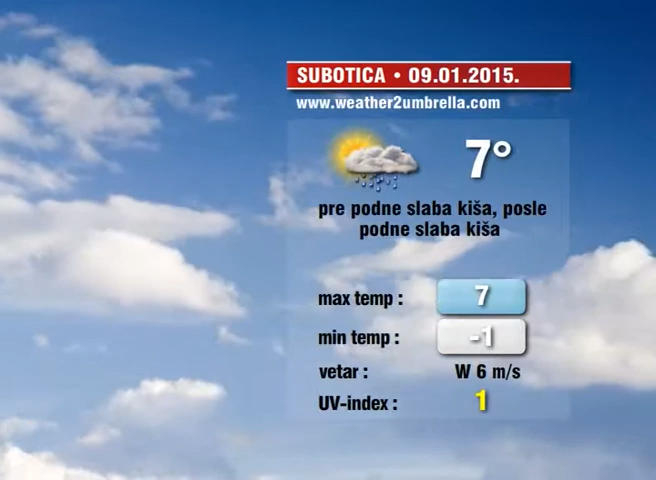 SUBOTICA • 09.01.2015.
www.weather2umbrella.com
7°
pre podne slaba kiša, posle
podne slaba kiša
max temp : 7
min temp : -1
vetar : W 6 m/s
UV-index : 1